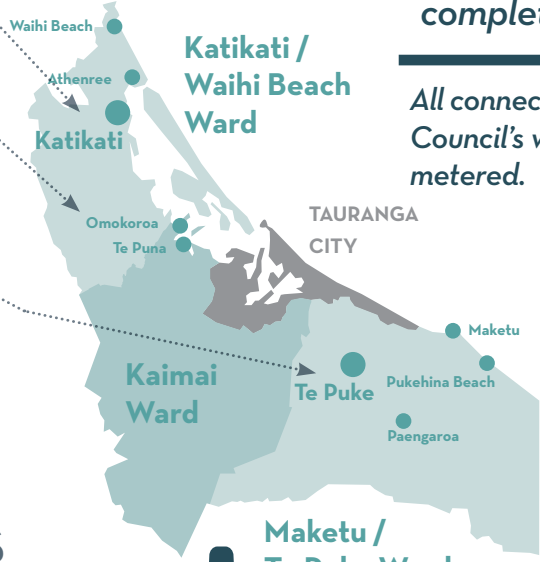 complet
Waihi Beach
Katikati /
Waihi Beach
Ward
Athenree
All connec
Council's w
metered.
Katikati
TAURANGA
CITY
Omokoroa
Te Puna
Maketu
Kaimai
Ward
Te Puke
Pukehina Beach
Paengaroa
Maketu /